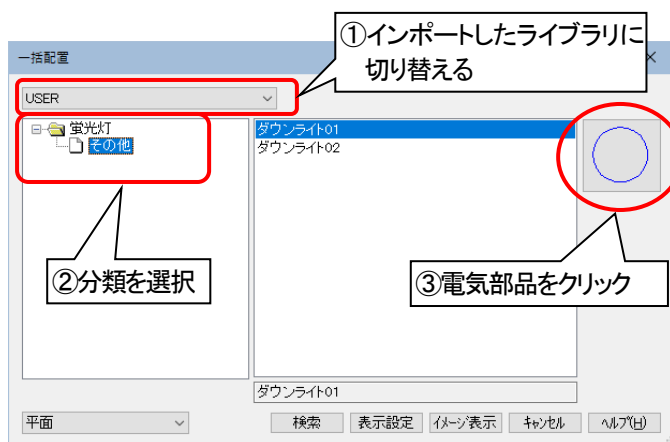 ①インポートしたライブラリに
切り替える
一括配置
USER
蛍光灯
その他
ダウンライト01
ダウンライト02
②分類を選択
③電気部品をクリック
ダウンライト01
平面
検索
表示設定
イメージ表示
キャンセル
ヘルプ(H)